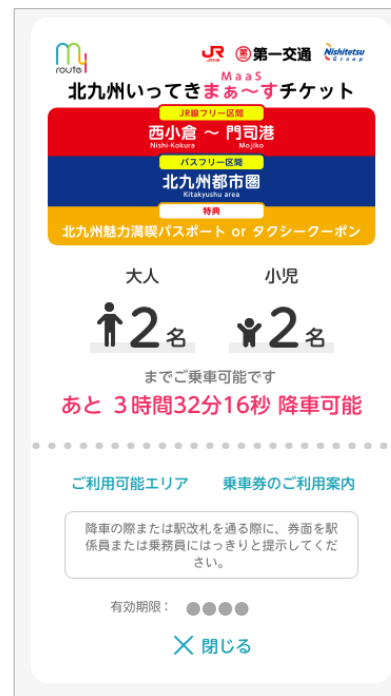 my
route
JR
JR九州
第一交通
Nishitetsu
Group
MaaS
北九州いってきまぁ〜すチケット
JR線フリー区間
西小倉 〜 門司港
Nishi-Kokura Mojiko
バスフリー区間
北九州都市圏
Kitakyushu area
特典
北九州魅力満喫パスポート or タクシークーポン
大人 小児
2名 2名
までご乗車可能です
あと 3時間32分16秒 降車可能
ご利用可能エリア 乗車券のご利用案内
降車の際または駅改札を通る際に、券面を駅
係員または乗務員にはっきりと提示してくだ
さい。
有効期限： ●●●●
× 閉じる